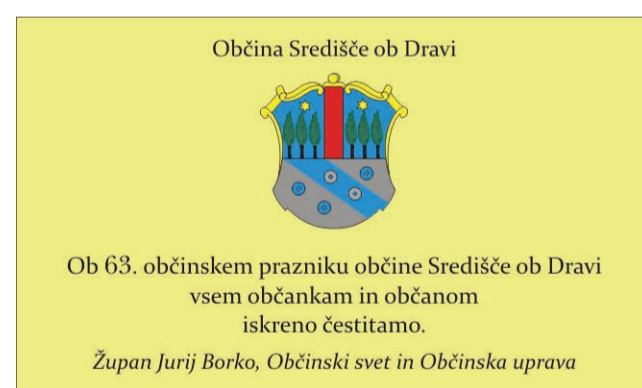 Občina Središče ob Dravi
Ob 63. občinskem prazniku občine Središče ob Dravi
vsem občankam in občanom
iskreno čestitamo.
Župan Jurij Borko, Občinski svet in Občinska uprava